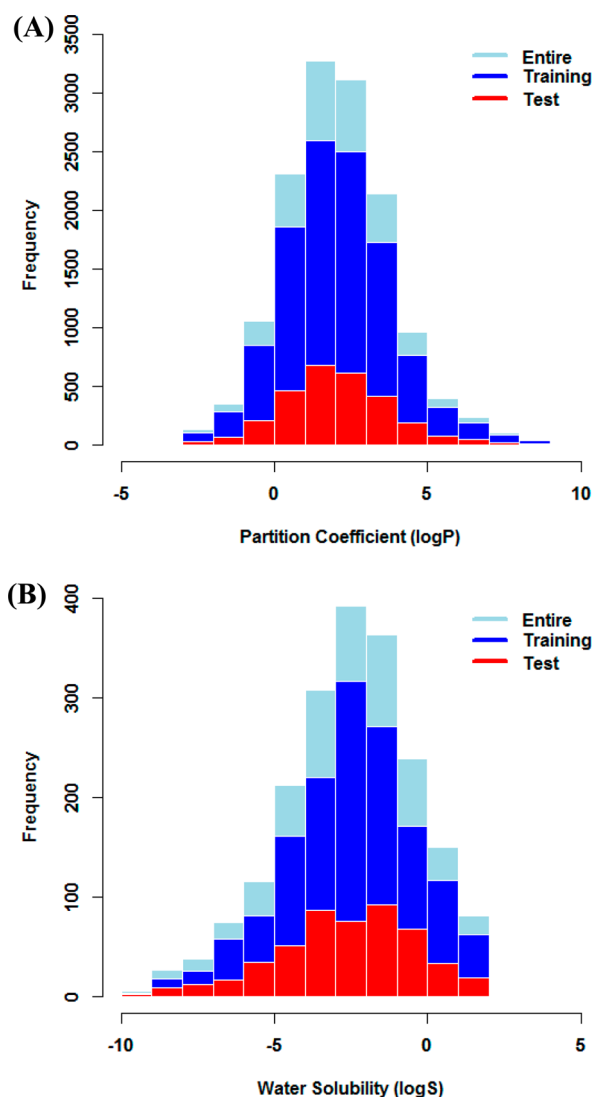 (A)
3500
3000
2500
2000
1500
1000
500
0
Frequency
Entire
Training
Test
-5 0 5 10
Partition Coefficient (logP)
(B)
400
300
200
100
0
Frequency
Entire
Training
Test
-10 -5 0 5
Water Solubility (logS)